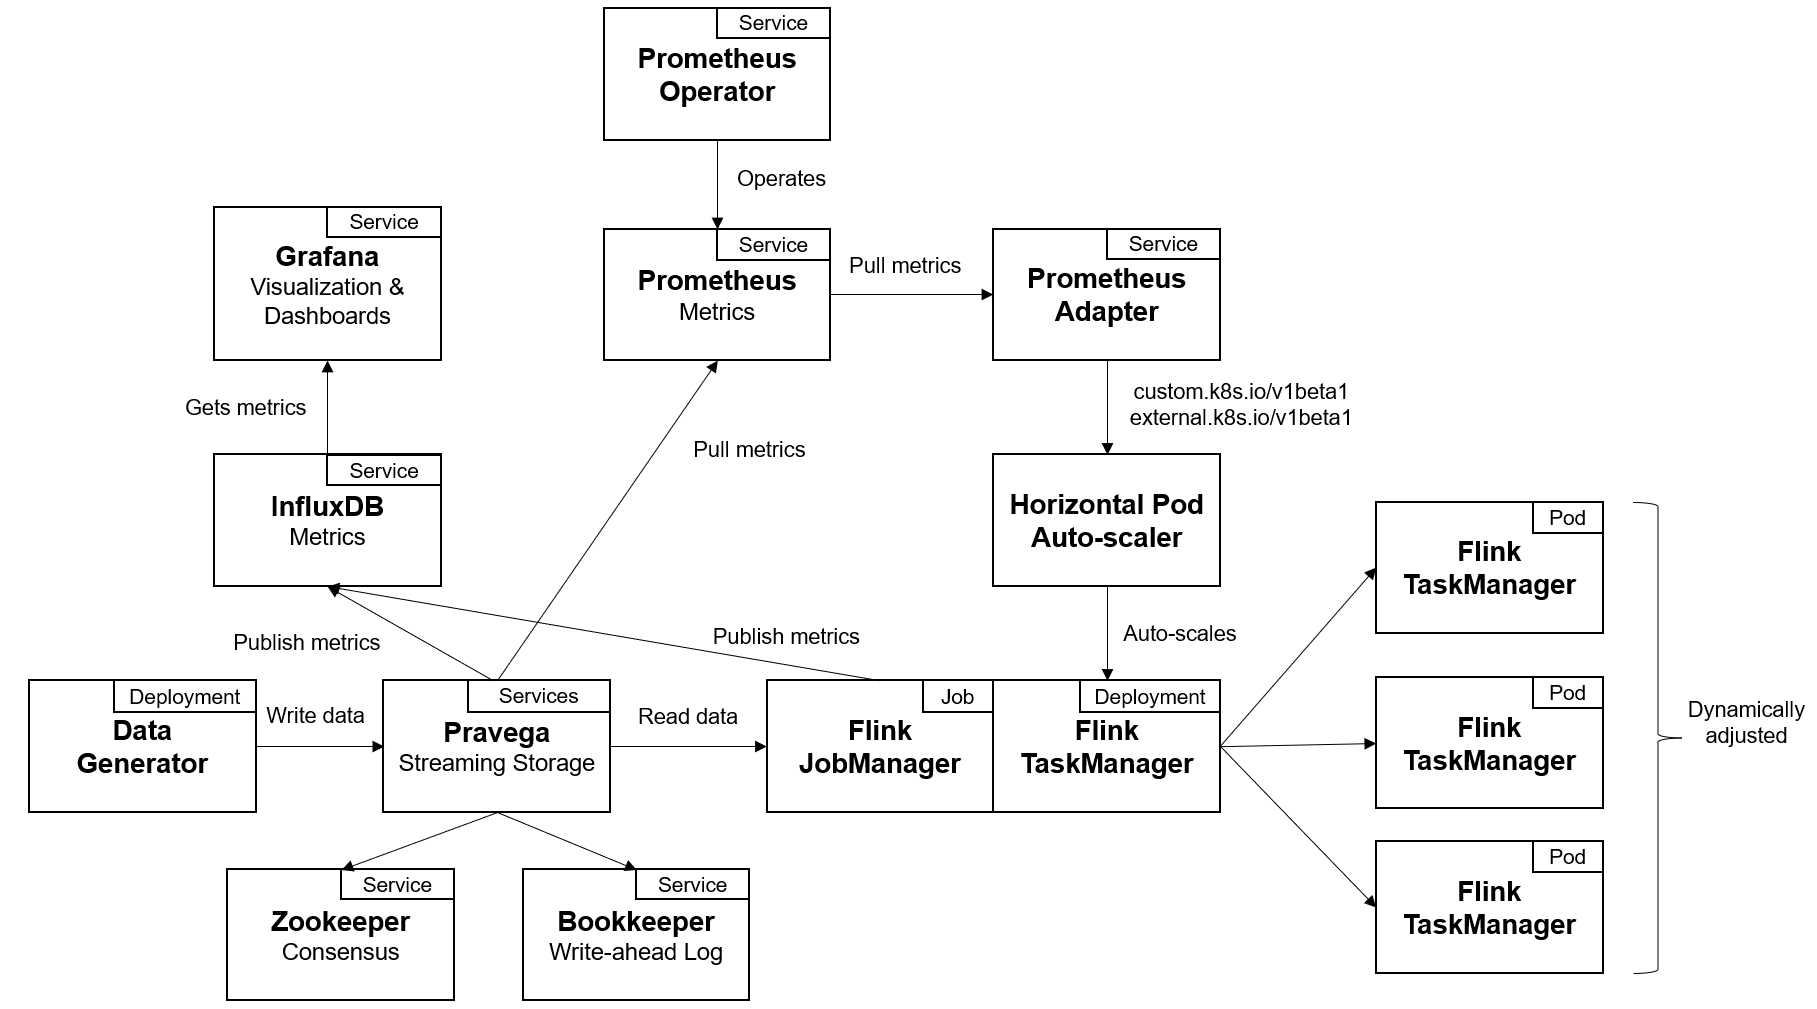 Service
Prometheus
Operator
Operates
Service
Grafana
Visualization &
Dashboards
Service
Prometheus
Metrics
Pull metrics
Service
Prometheus
Adapter
Gets metrics
custom.k8s.io/v1beta1
external.k8s.io/v1beta1
Pull metrics
Service
InfluxDB
Metrics
Horizontal Pod
Auto-scaler
Pod
Flink
TaskManager
Publish metrics
Publish metrics
Auto-scales
Deployment
Data
Generator
Write data
Services
Pravega
Streaming Storage
Read data
Job
Flink
JobManager
Deployment
Flink
TaskManager
Pod
Flink
TaskManager
Dynamically
adjusted
Service
Zookeeper
Consensus
Service
Bookkeeper
Write-ahead Log
Pod
Flink
TaskManager